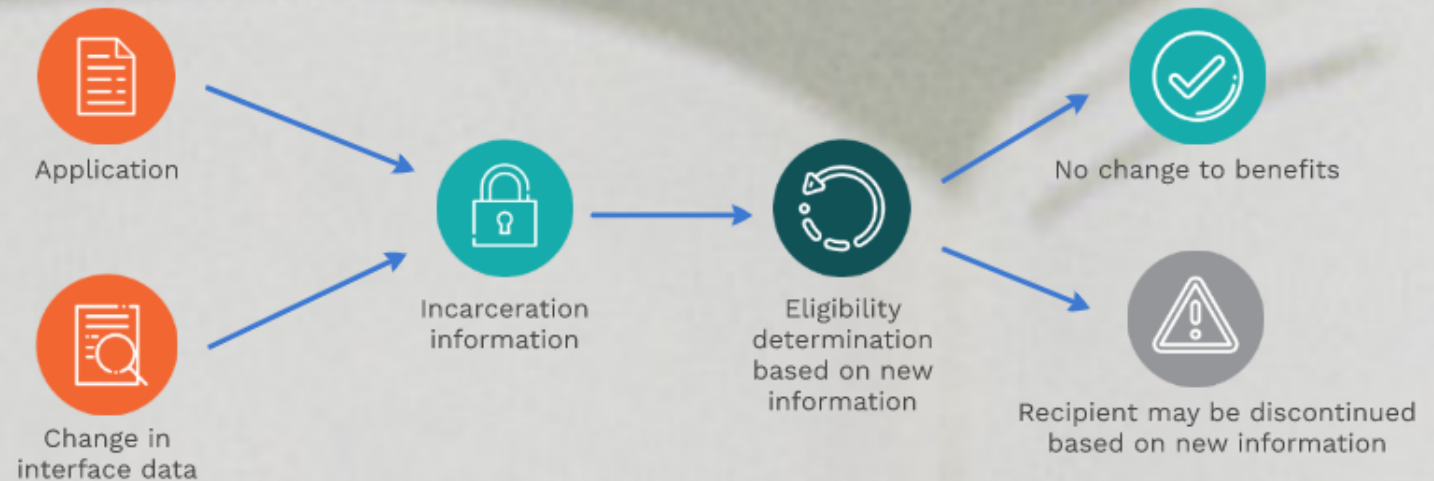 Application
Change in
interface data
Incarceration
information
Eligibility
determination
based on new
information
No change to benefits
Recipient may be discontinued
based on new information